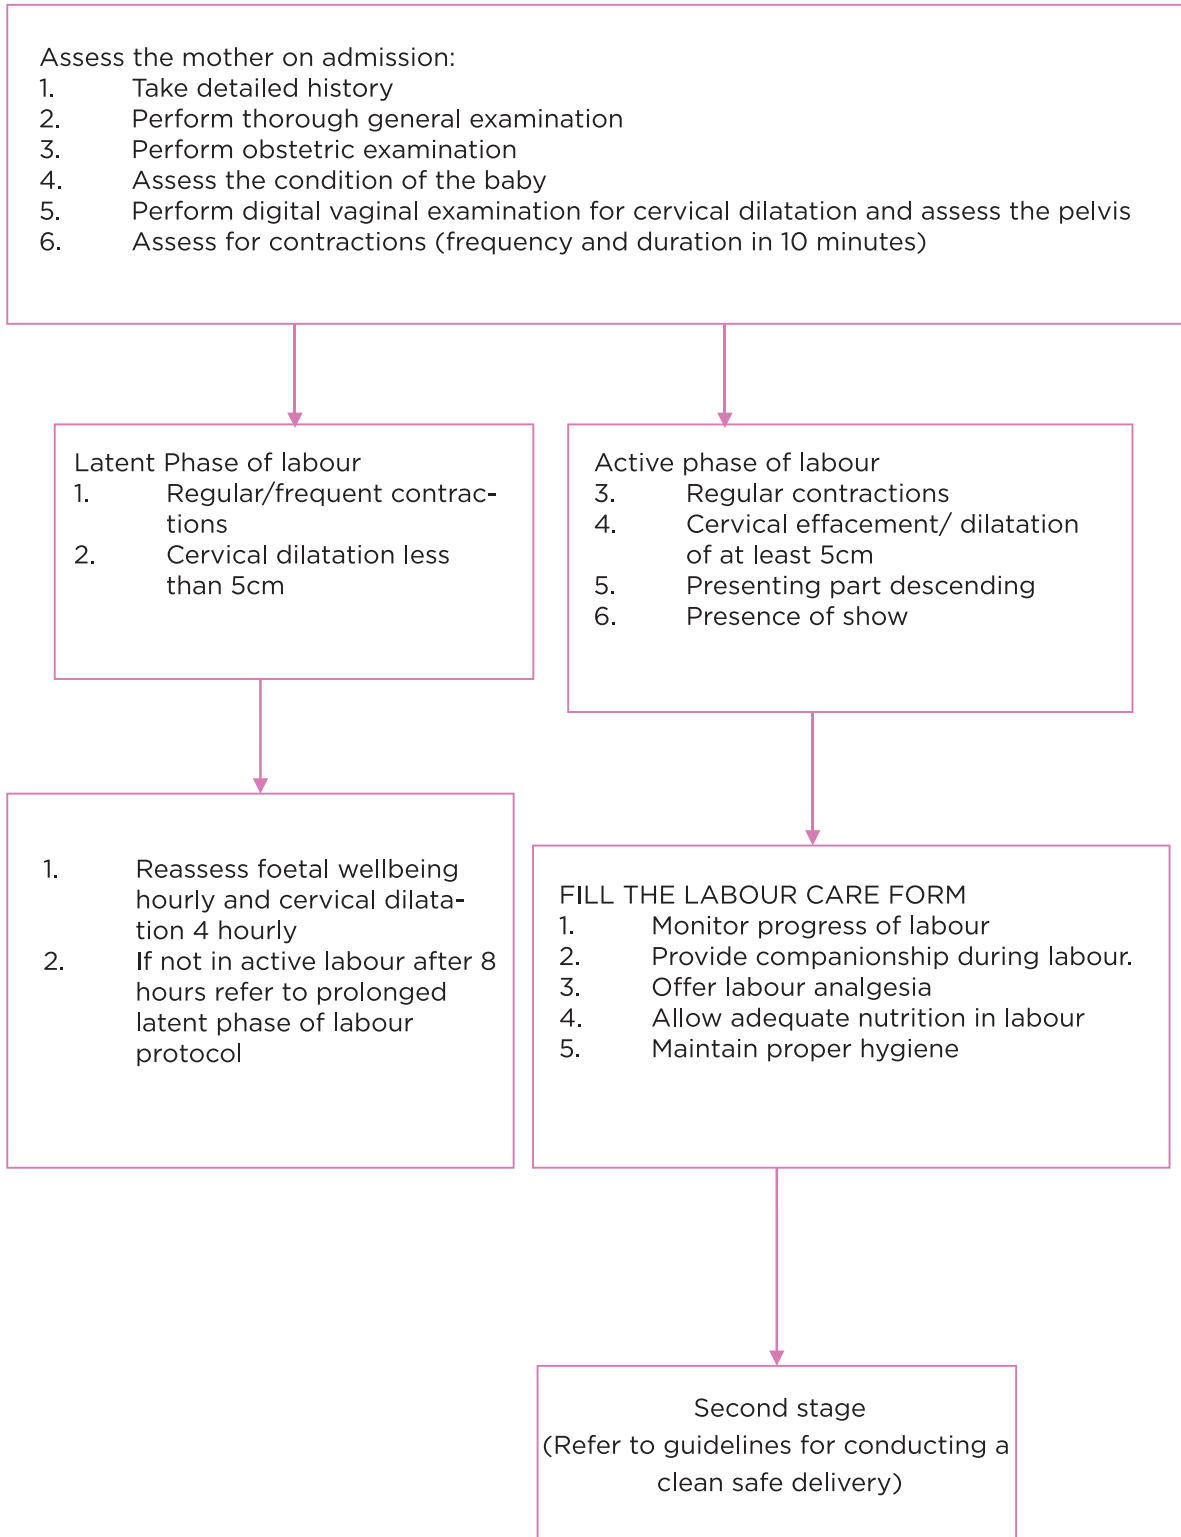 Assess the mother on admission:
1. Take detailed history
2. Perform thorough general examination
3. Perform obstetric examination
4. Assess the condition of the baby
5. Perform digital vaginal examination for cervical dilatation and assess the pelvis
6. Assess for contractions (frequency and duration in 10 minutes)
Latent Phase of labour
1. Regular/frequent contrac-
tions
2. Cervical dilatation less
than 5cm
Active phase of labour
3. Regular contractions
4. Cervical effacement/ dilatation
of at least 5cm
5. Presenting part descending
6. Presence of show
1. Reassess foetal wellbeing
hourly and cervical dilata-
tion 4 hourly
2. If not in active labour after 8
hours refer to prolonged
latent phase of labour
protocol
FILL THE LABOUR CARE FORM
1. Monitor progress of labour
2. Provide companionship during labour.
3. Offer labour analgesia
4. Allow adequate nutrition in labour
5. Maintain proper hygiene
Second stage
(Refer to guidelines for conducting a
clean safe delivery)